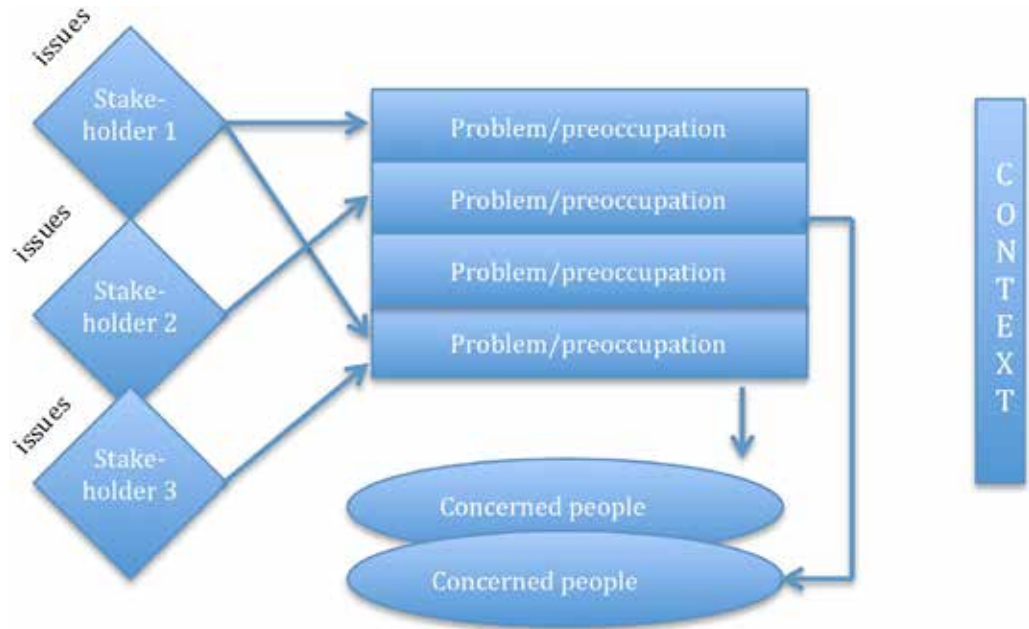 issues
Stake-
holder 1
Problem/preoccupation
Problem/preoccupation
issues
Stake-
holder 2
Problem/preoccupation
Problem/preoccupation
issues
Stake-
holder 3
Concerned people
Concerned people
C
O
N
T
E
X
T